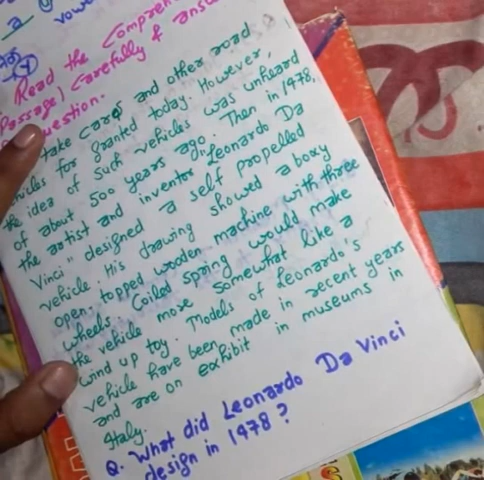 a
vowe
Read the Comprehen
Passage) Carefully & answ
question.
take cars and other road
hicles for granted today. However,
the idea of such vehicles was unheard
of about 500 years ago. Then in 1478,
the artist and inventor "Leonardo Da
Vinci" designed a self propelled
vehicle. His drawing showed a boxy
open, topped wooden machine with three
wheels. Coiled spring would make
the vehicle move somewhat like a
wind up toy. Models of Leonardo's
vehicle have been made in recent years
and are on exhibit in museums in
Italy.
Q. What did Leonardo Da Vinci
design in 1478?